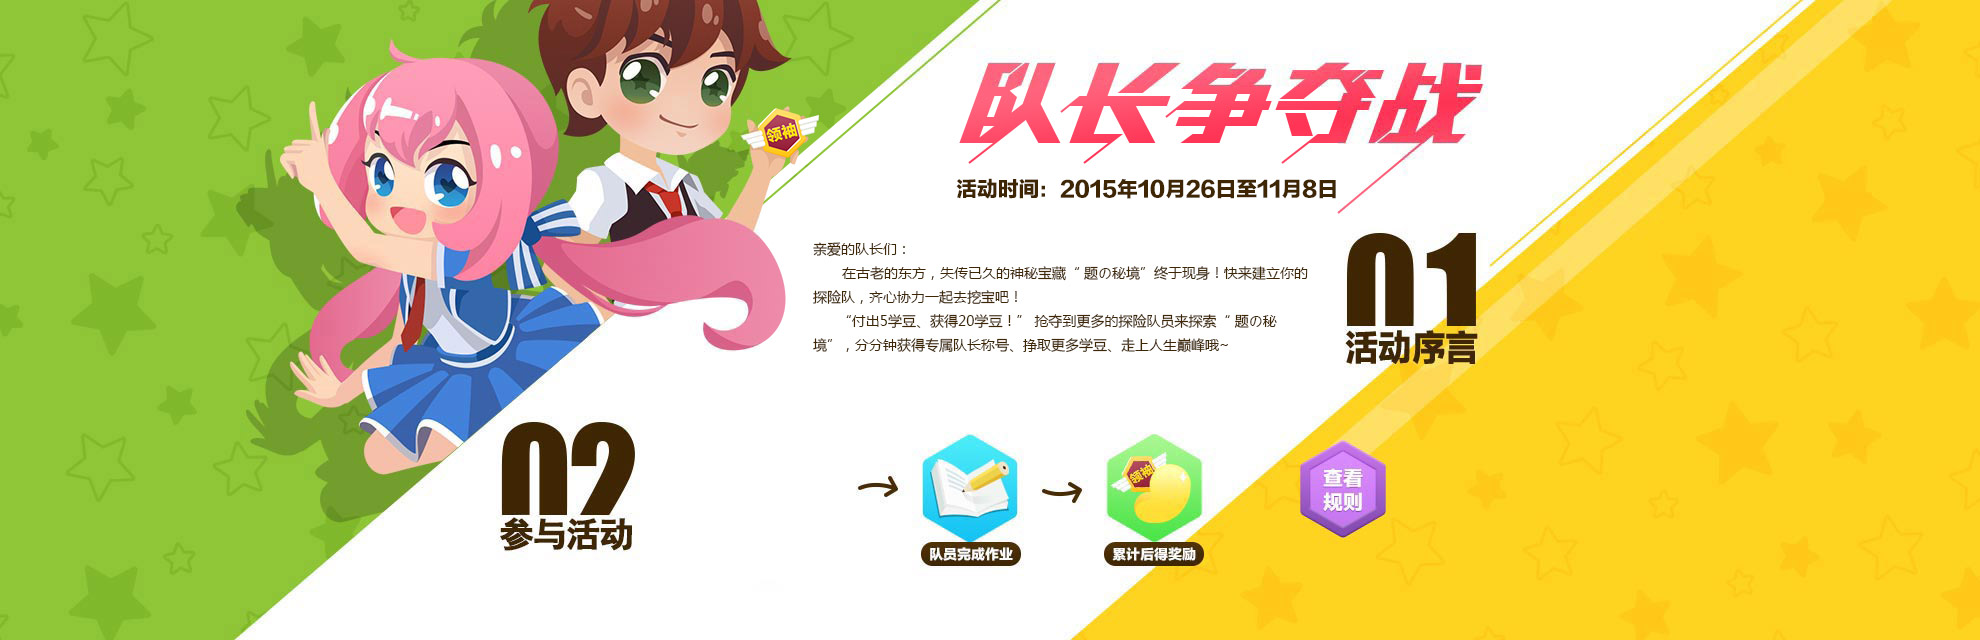 队长争夺战
领袖
活动时间：2015年10月26日至11月8日
亲爱的队长们：
在古老的东方，失传已久的神秘宝藏“ 题の秘境”终于现身！快来建立你的
探险队，齐心协力一起去挖宝吧！
“付出5学豆、获得20学豆！” 抢夺到更多的探险队员来探索“ 题の秘
境”，分分钟获得专属队长称号、挣取更多学豆、走上人生巅峰哦~
01
活动序言
02
参与活动
领袖
队员完成作业
累计后得奖励
查看
规则